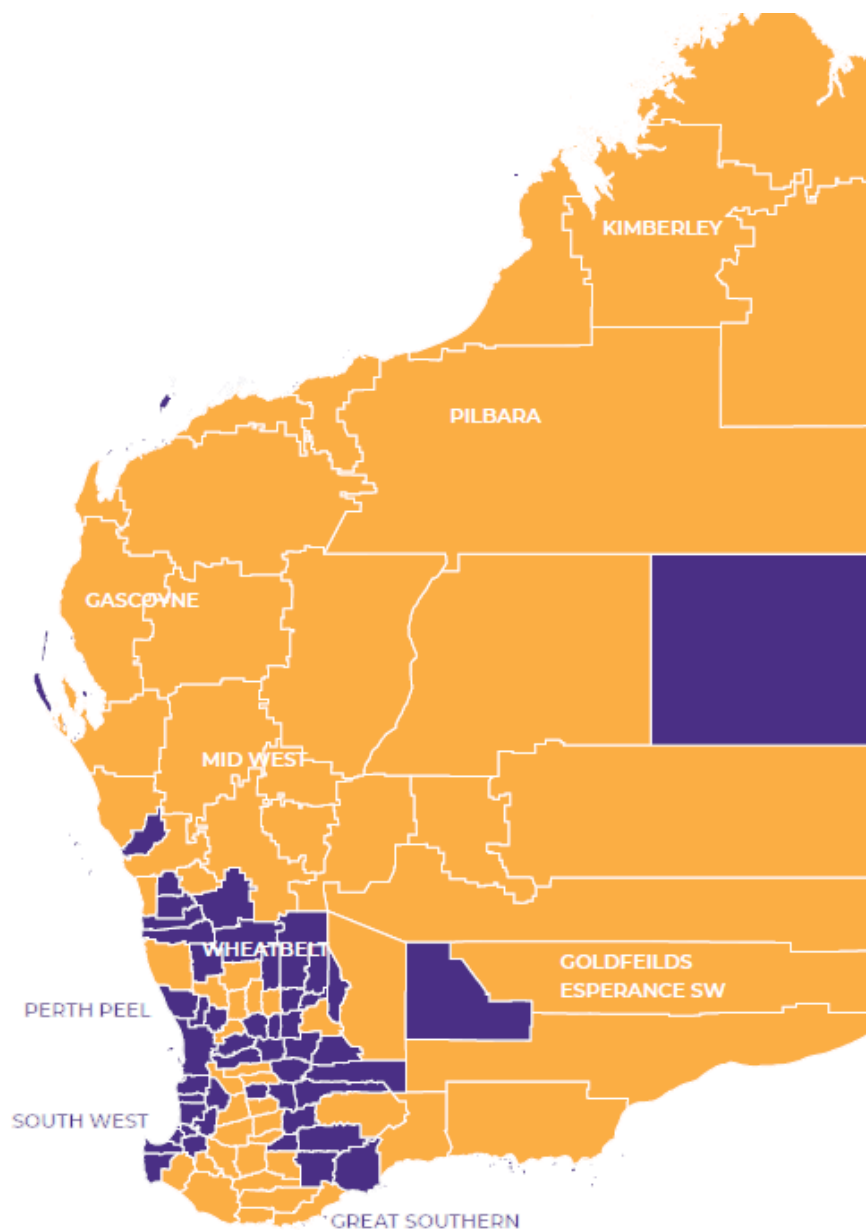 KIMBERLEY
PILBARA
GASCOYNE
MID WEST
WHEATBELT
GOLDFEILDS
ESPERANCE SW
PERTH PEEL
SOUTH WEST
GREAT SOUTHERN